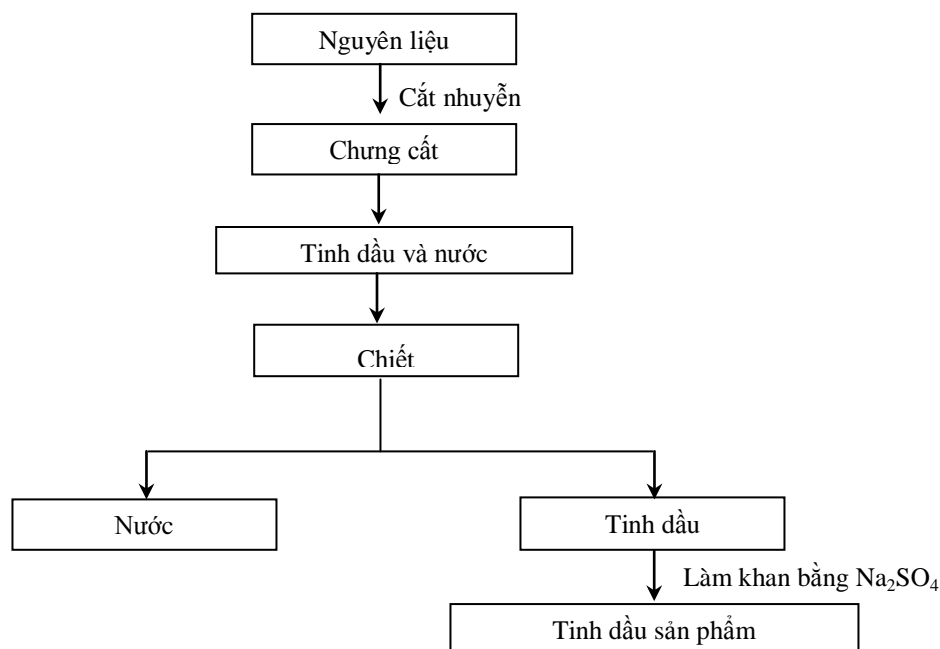 Nguyên liệu
Cắt nhuyễn
Chưng cất
Tinh dầu và nước
Chiết
Nước
Tinh dầu
Làm khan bằng Na₂SO₄
Tinh dầu sản phẩm